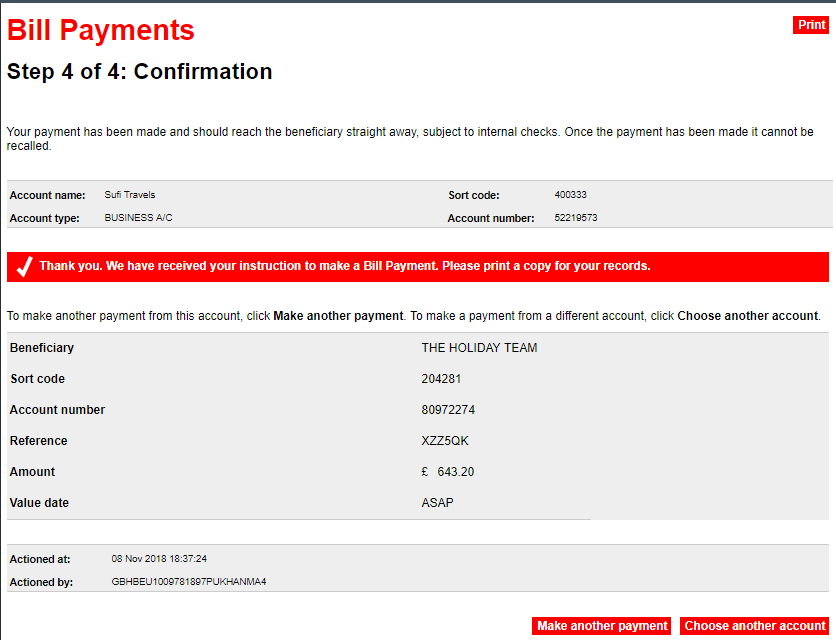 Bill Payments
Print
Step 4 of 4: Confirmation
Your payment has been made and should reach the beneficiary straight away, subject to internal checks. Once the payment has been made it cannot be
recalled.
Account name: Sufi Travels Sort code: 400333
Account type: BUSINESS A/C Account number: 52219573
Thank you. We have received your instruction to make a Bill Payment. Please print a copy for your records.
To make another payment from this account, click Make another payment. To make a payment from a different account, click Choose another account.
Beneficiary THE HOLIDAY TEAM
Sort code 204281
Account number 80972274
Reference XZZ5QK
Amount £ 643.20
Value date ASAP
Actioned at: 08 Nov 2018 18:37:24
Actioned by: GBHBEU1009781897PUKHANMA4
Make another payment Choose another account